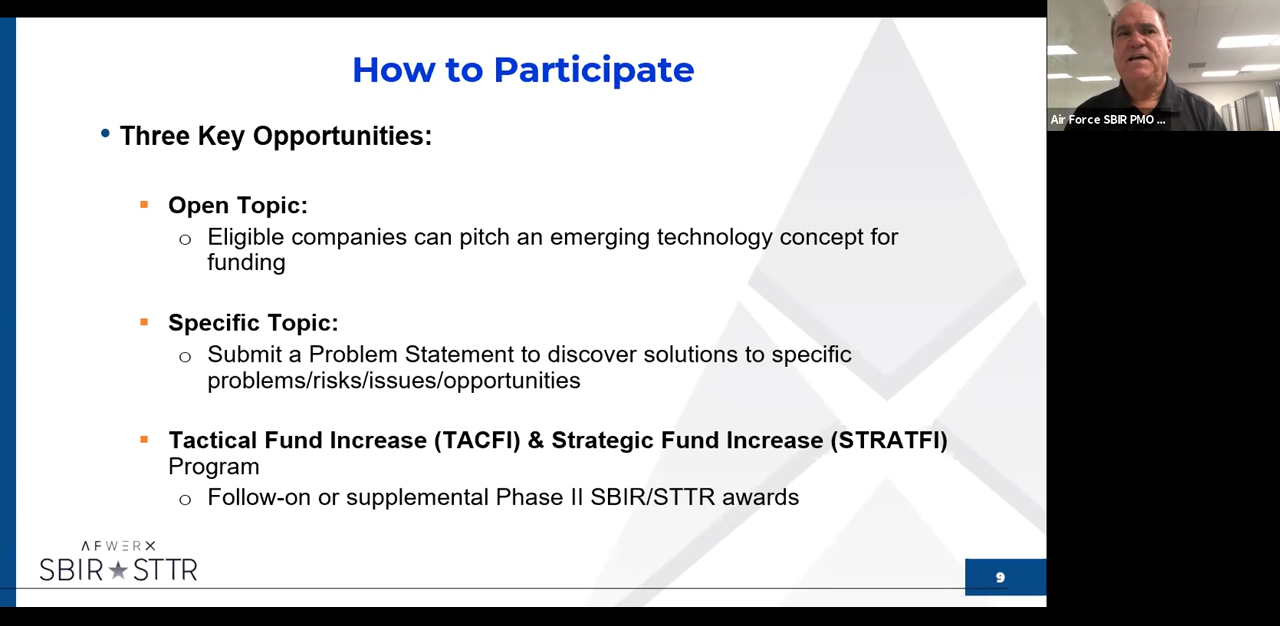 How to Participate
• Three Key Opportunities:
▪ Open Topic:
o Eligible companies can pitch an emerging technology concept for
funding
▪ Specific Topic:
o Submit a Problem Statement to discover solutions to specific
problems/risks/issues/opportunities
▪ Tactical Fund Increase (TACFI) & Strategic Fund Increase (STRATFI)
Program
o Follow-on or supplemental Phase II SBIR/STTR awards
AFWERX
SBIR★STTR
9
Air Force SBIR PMO ...